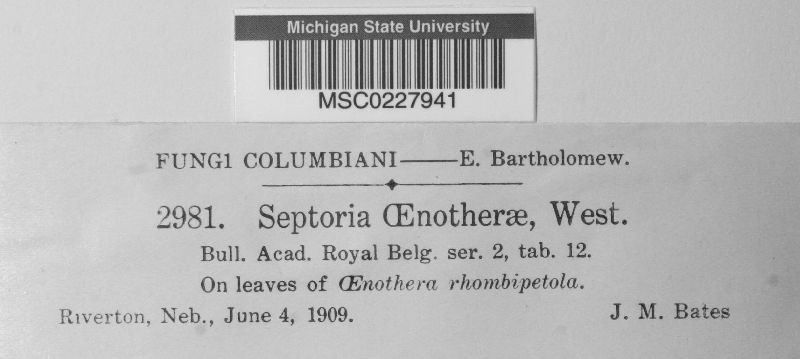 Michigan State University
MSC0227941
FUNGI COLUMBIANI——E. Bartholomew.
2981. Septoria Œnotheræ, West.
Bull. Acad. Royal Belg. ser. 2, tab. 12.
On leaves of Œnothera rhombipetola.
Riverton, Neb., June 4, 1909. J. M. Bates